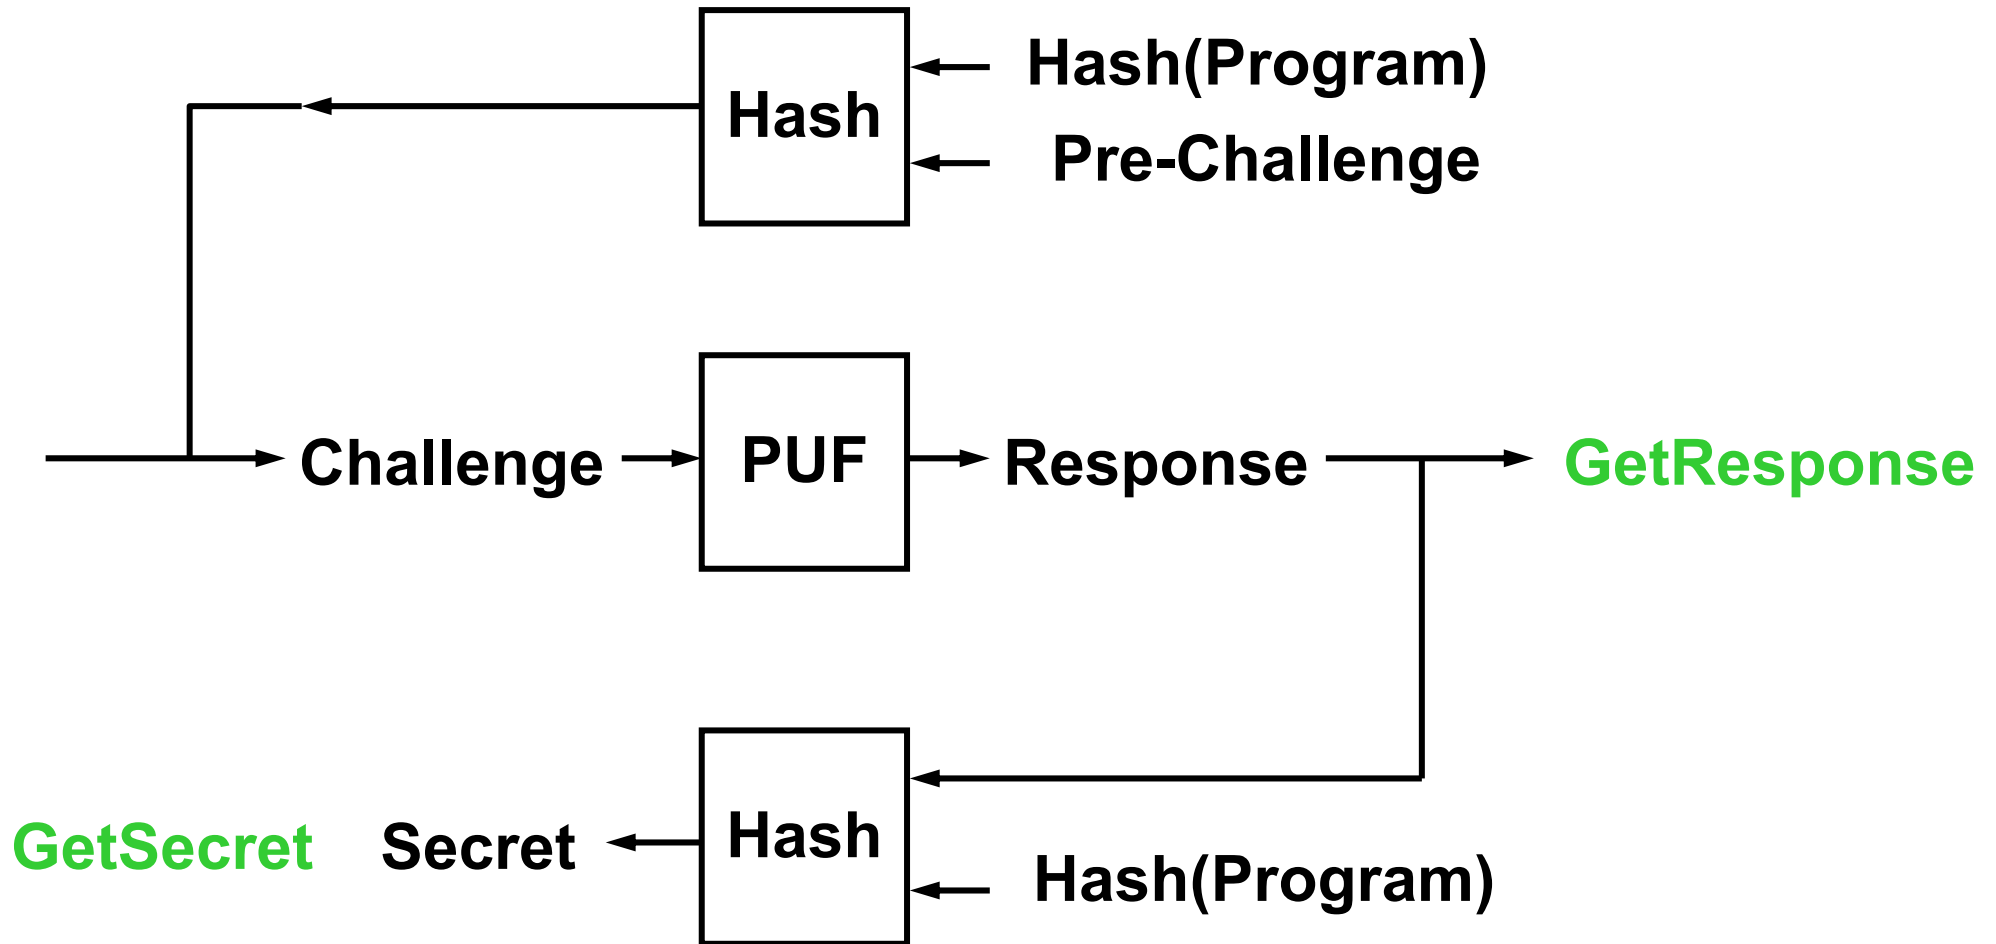 Hash(Program)
Hash
Pre-Challenge
Challenge
PUF
Response
GetResponse
GetSecret
Secret
Hash
Hash(Program)